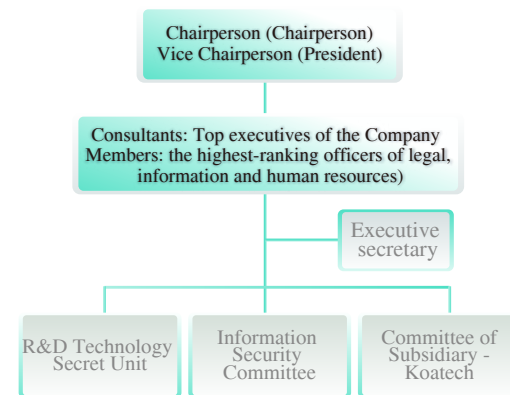 Chairperson (Chairperson)
Vice Chairperson (President)
Consultants: Top executives of the Company
Members: the highest-ranking officers of legal,
information and human resources)
Executive
secretary
R&D Technology
Secret Unit
Information
Security
Committee
Committee of
Subsidiary -
Koatech